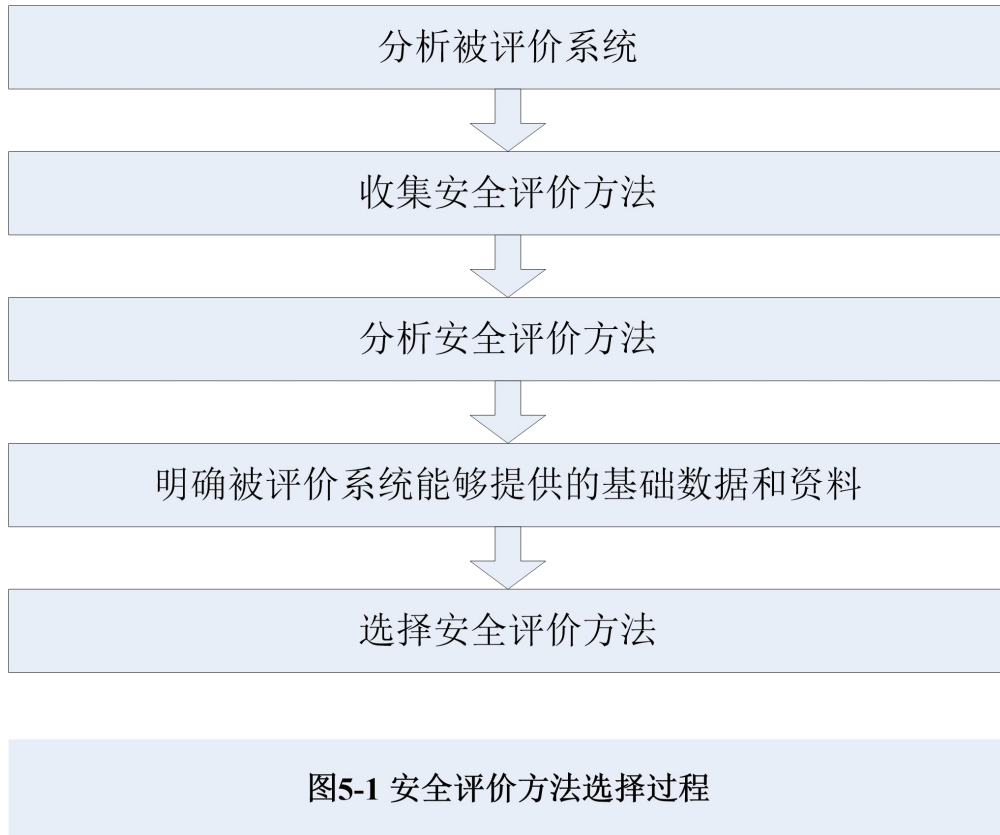 分析被评价系统
收集安全评价方法
分析安全评价方法
明确被评价系统能够提供的基础数据和资料
选择安全评价方法
图5-1 安全评价方法选择过程